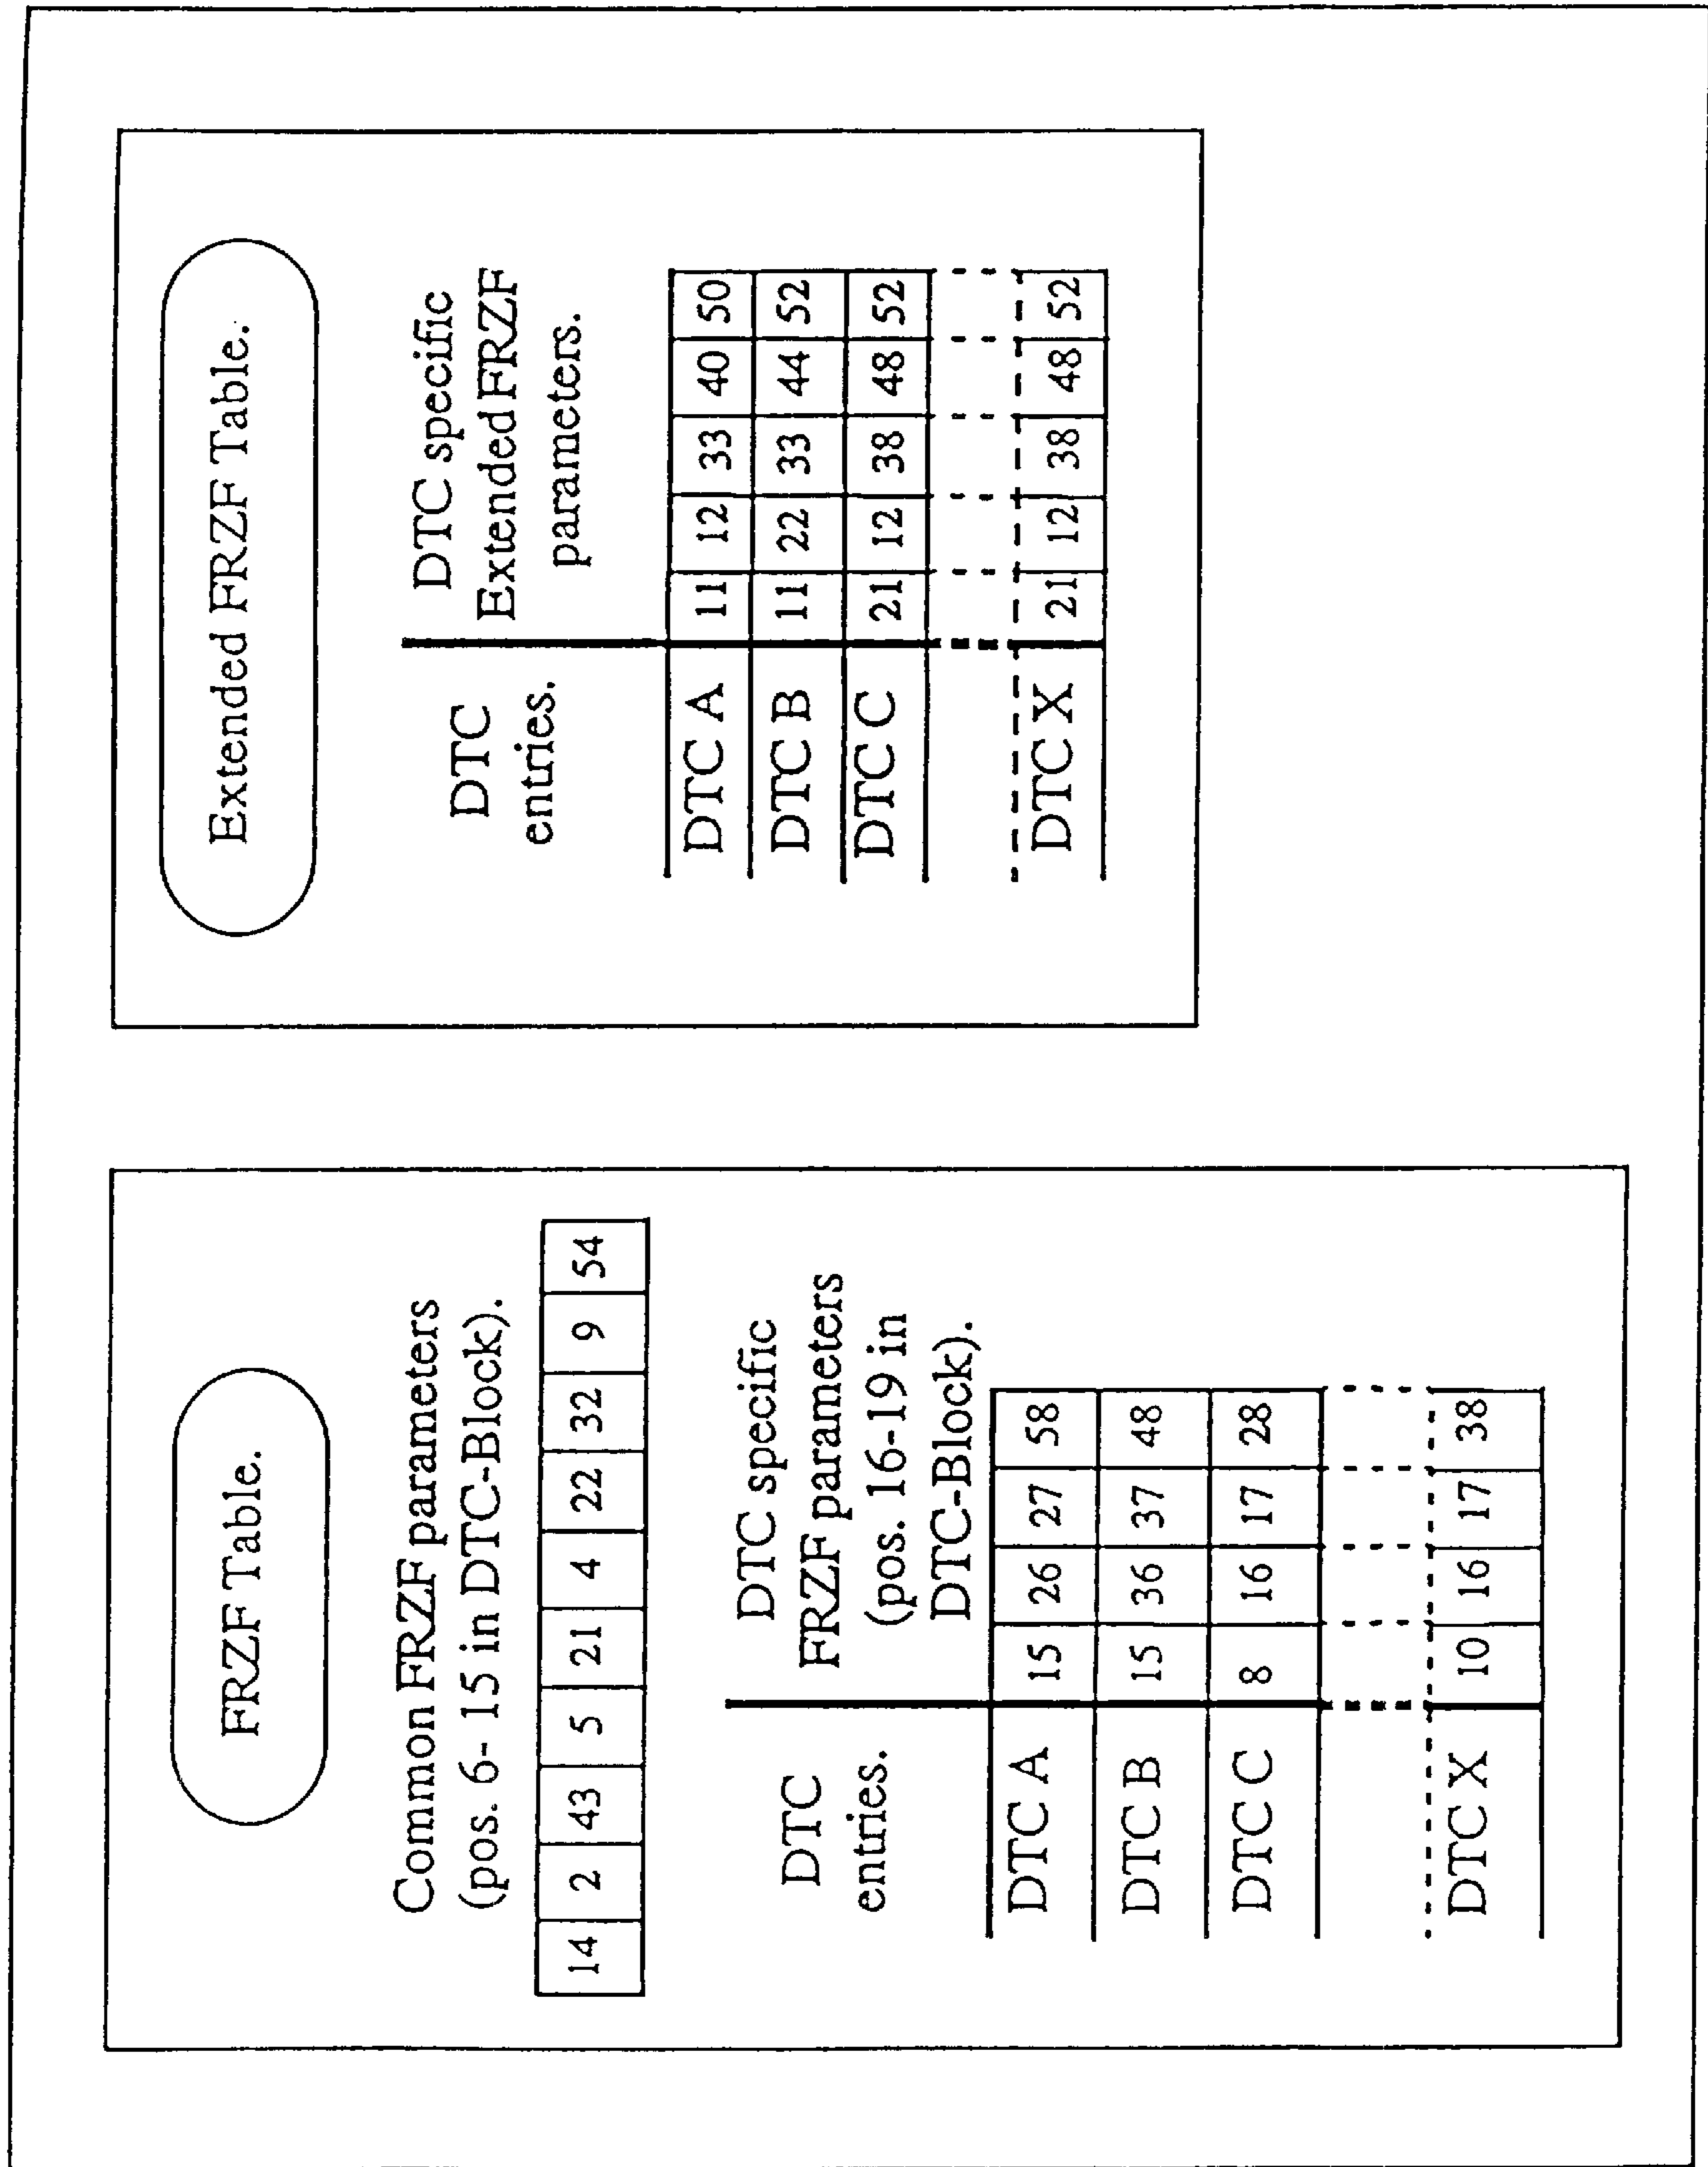 FRZF Table.
Common FRZF parameters
(pos. 6- 15 in DTC-Block).
14 2 43 5 21 4 22 32 9 54
DTC
entries.
DTC specific
FRZF parameters
(pos. 16-19 in
DTC-Block).
DTC A 15 26 27 58
DTC B 15 36 37 48
DTC C 8 16 17 28
DTC X 10 16 17 38
Extended FRZF Table.
DTC
entries.
DTC specific
Extended FRZF
parameters.
DTC A 11 12 33 40 50
DTC B 11 22 33 44 52
DTC C 21 12 38 48 52
DTC X 21 12 38 48 52